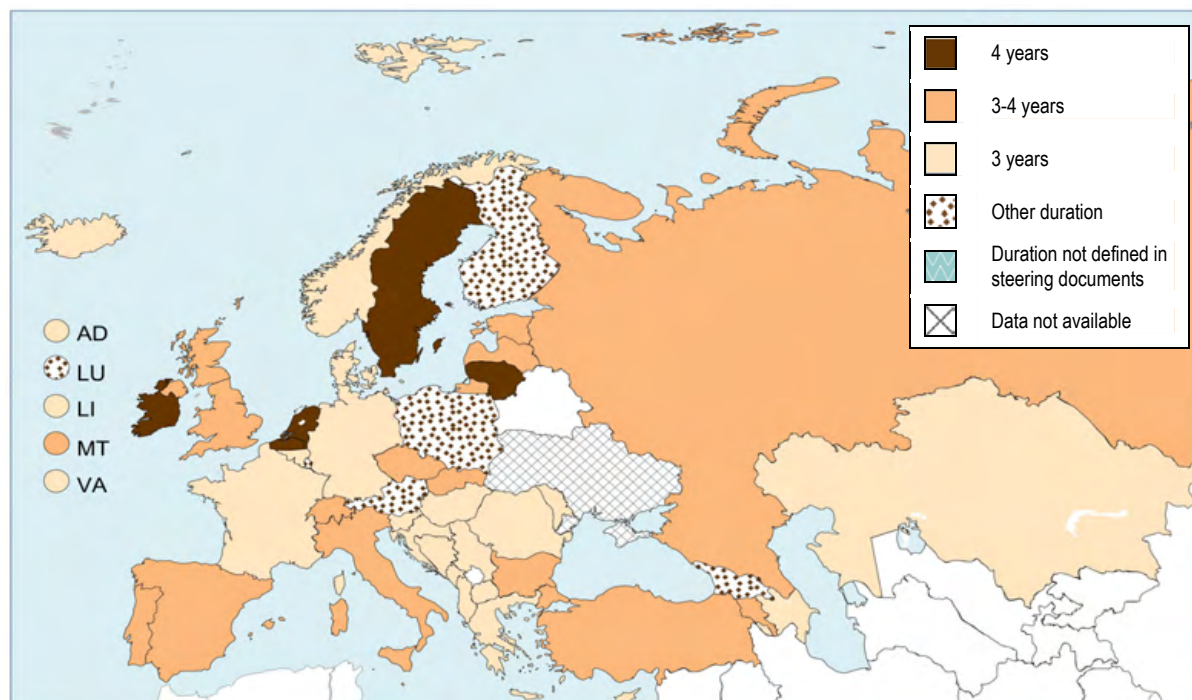 4 years
3-4 years
3 years
Other duration
Duration not defined in
steering documents
Data not available
AD
LU
LI
MT
VA